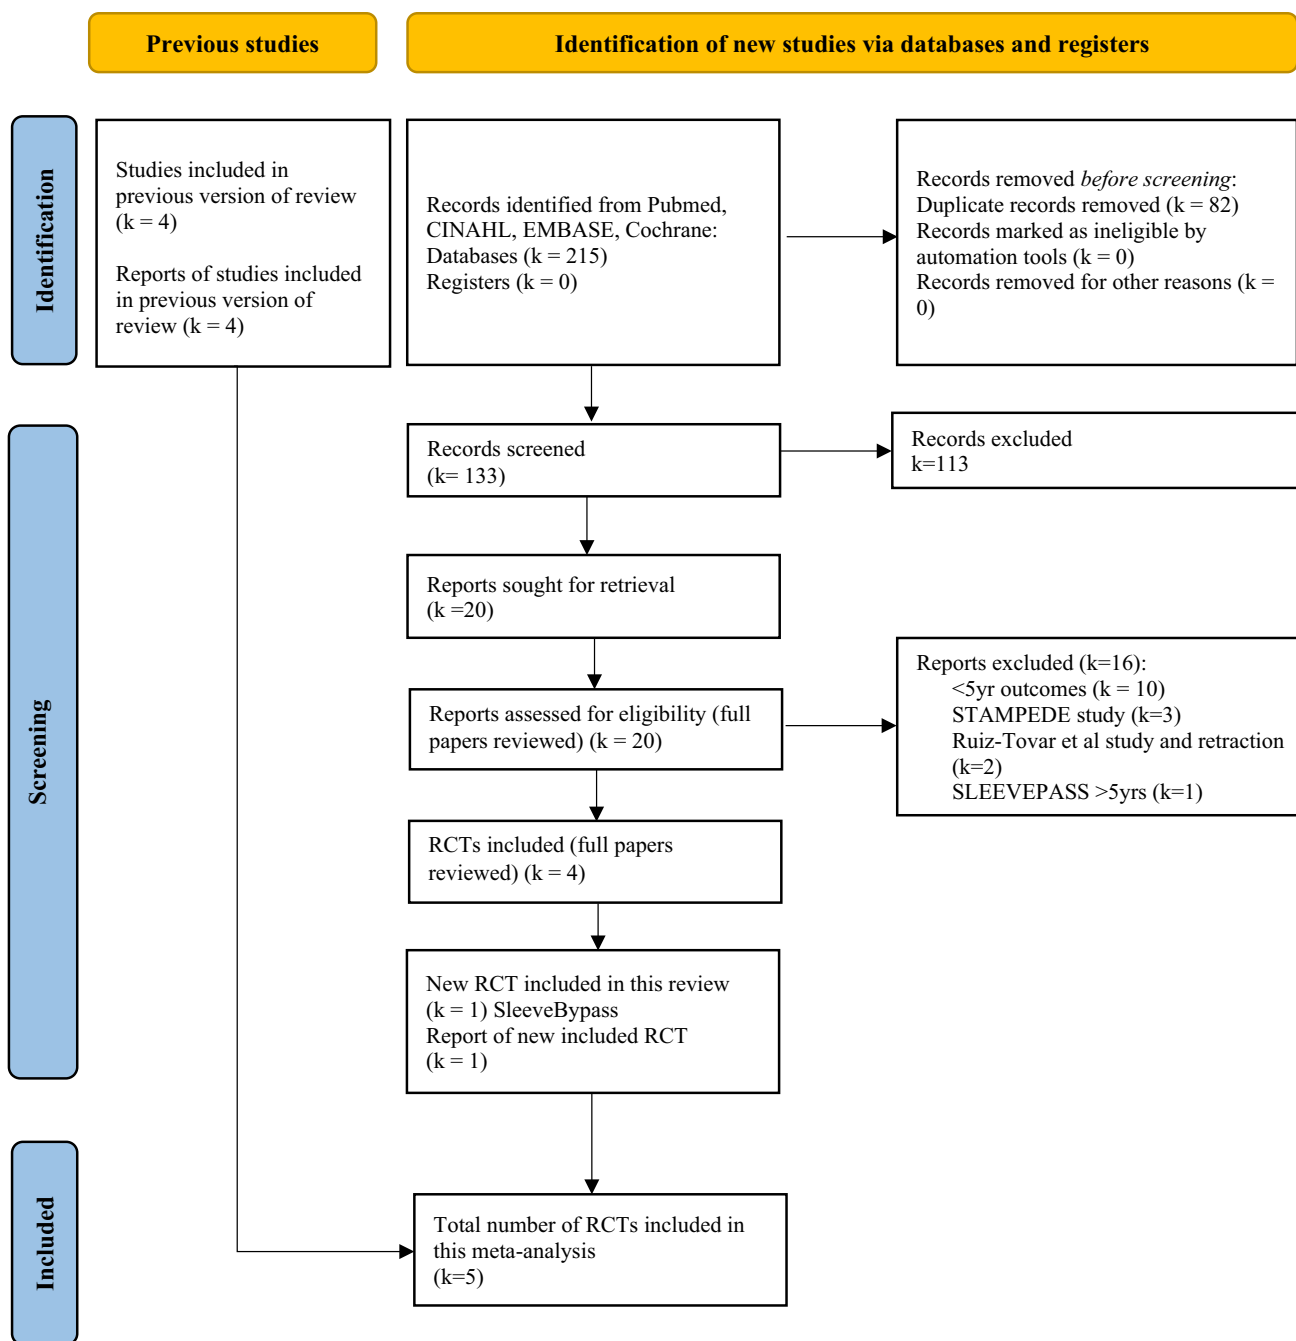 Previous studies
Identification of new studies via databases and registers
Identification
Studies included in
previous version of review
(k = 4)
Reports of studies included
in previous version of
review (k = 4)
Records identified from Pubmed,
CINAHL, EMBASE, Cochrane:
Databases (k = 215)
Registers (k = 0)
Records removed before screening:
Duplicate records removed (k = 82)
Records marked as ineligible by
automation tools (k = 0)
Records removed for other reasons (k =
0)
Screening
Records screened
(k= 133)
Records excluded
k=113
Reports sought for retrieval
(k =20)
Reports assessed for eligibility (full
papers reviewed) (k = 20)
Reports excluded (k=16):
<5yr outcomes (k = 10)
STAMPEDE study (k=3)
Ruiz-Tovar et al study and retraction
(k=2)
SLEEVEPASS >5yrs (k=1)
RCTs included (full papers
reviewed) (k = 4)
New RCT included in this review
(k = 1) SleeveBypass
Report of new included RCT
(k = 1)
Included
Total number of RCTs included in
this meta-analysis
(k=5)